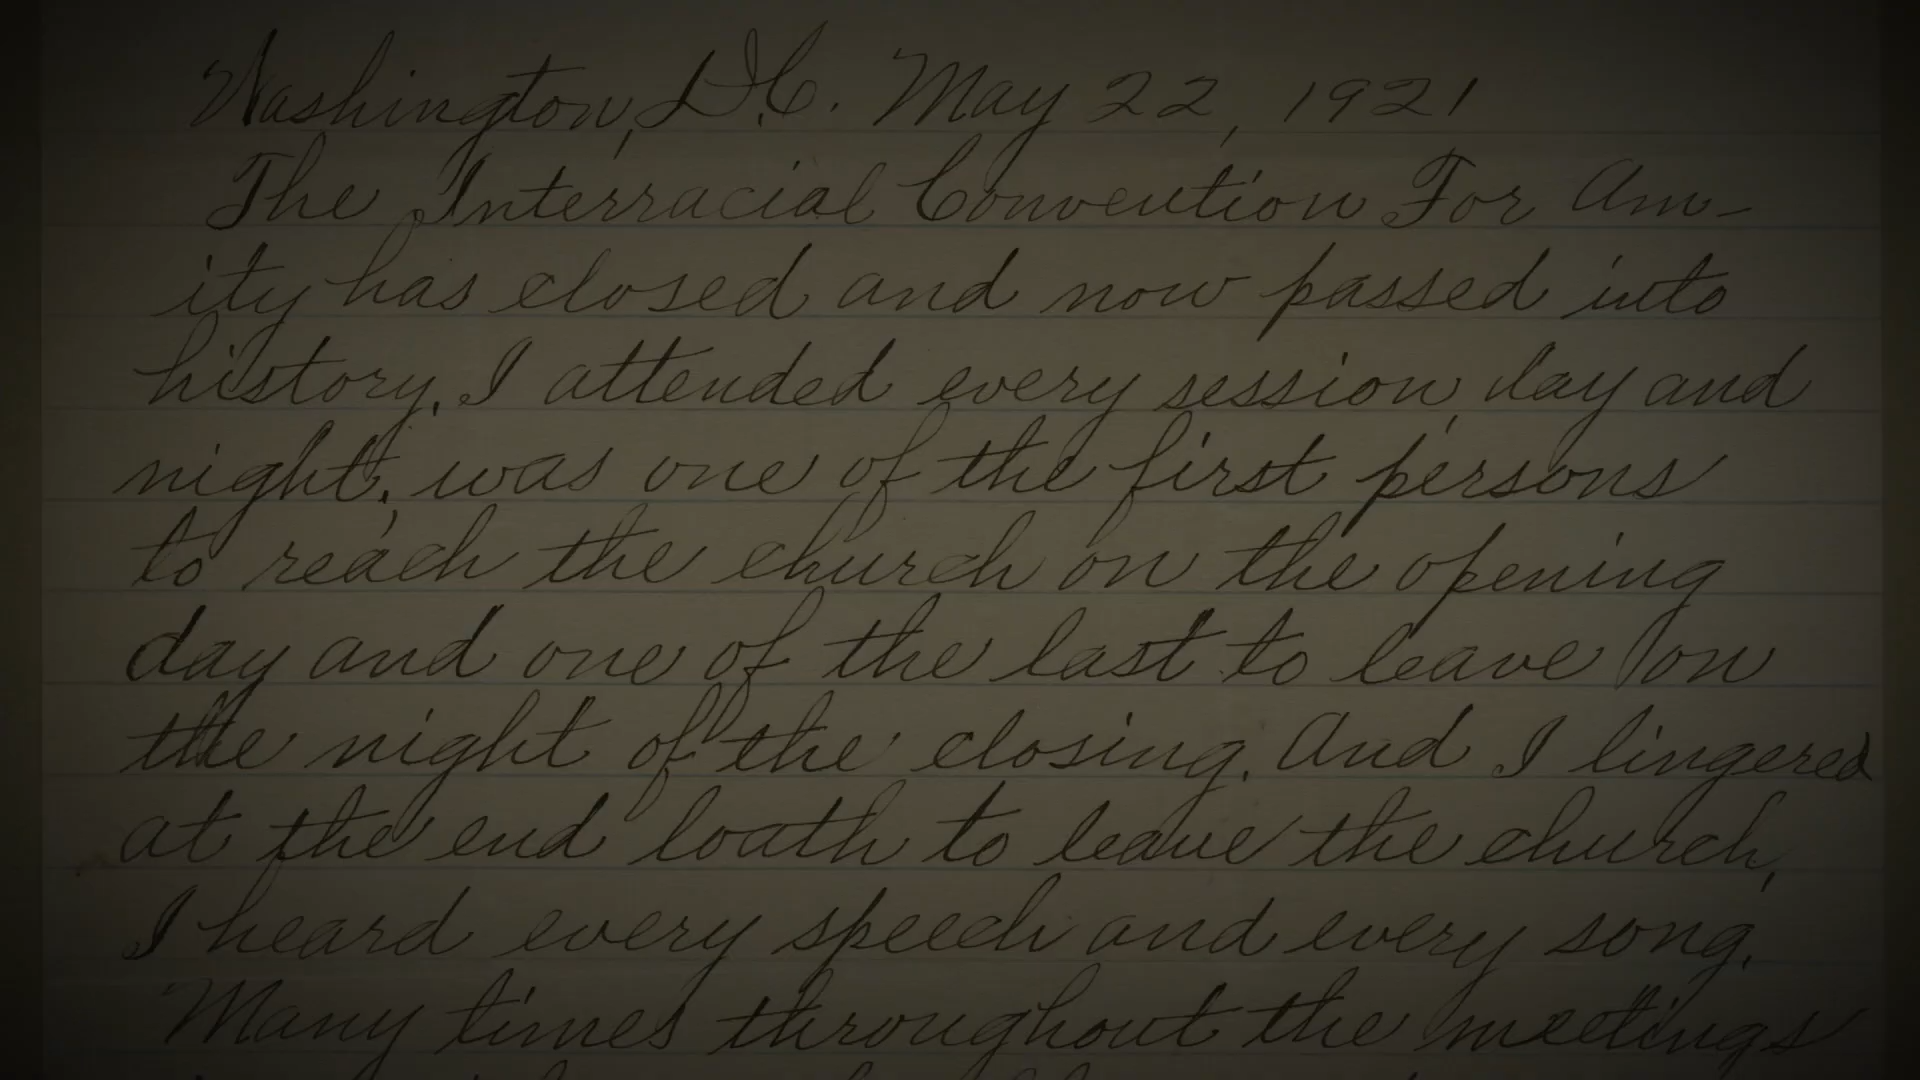 Washington, D.C. May 22, 1921
The Interracial Convention For Am-
ity has closed and now passed into
history. I attended every session, day and
night, was one of the first persons
to reach the church on the opening
day and one of the last to leave on
the night of the closing. And I lingered
at the end loath to leave the church,
I heard every speech and every song.
Many times throughout the meetings